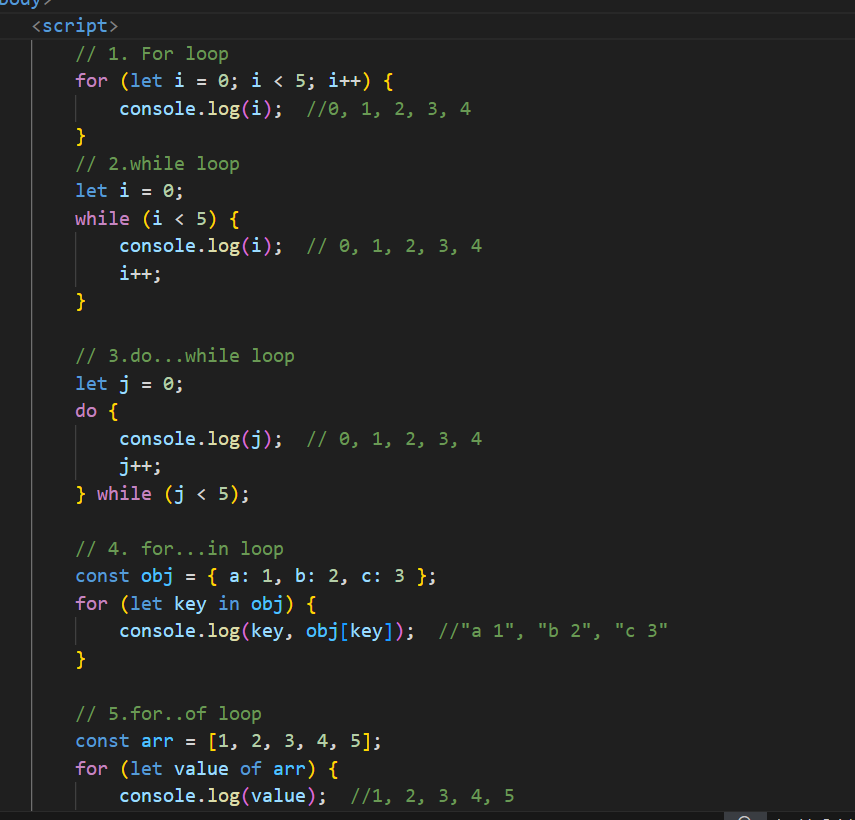 body>
<script>
// 1. For loop
for (let i = 0; i < 5; i++) {
console.log(i);  //0, 1, 2, 3, 4
}
// 2.while loop
let i = 0;
while (i < 5) {
console.log(i);  // 0, 1, 2, 3, 4
i++;
}
// 3.do...while loop
let j = 0;
do {
console.log(j);  // 0, 1, 2, 3, 4
j++;
} while (j < 5);
// 4. for...in loop
const obj = { a: 1, b: 2, c: 3 };
for (let key in obj) {
console.log(key, obj[key]);  //"a 1", "b 2", "c 3"
}
// 5.for..of loop
const arr = [1, 2, 3, 4, 5];
for (let value of arr) {
console.log(value);  //1, 2, 3, 4, 5